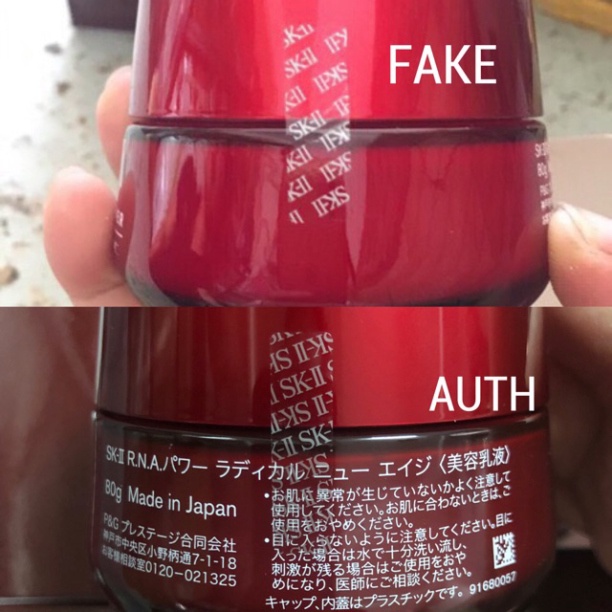 FAKE
SK-II
SK-II
SK-II
SK-II
80g
AUTH
SK-II
SK-II R.N.A.パワー ラディカル ニュー エイジ〈美容乳液〉
80g Made in Japan
P&G プレステージ合同会社
神戸市中央区小野柄通7-1-18
お客様相談室0120-021325
•お肌に異常が生じていないかよく注意して
使用してください。お肌に合わないときは、ご
使用をおやめください。
•目に入らないように注意してください。目に
入った場合は水で十分洗い流し、
刺激が残る場合はご使用をおや
めになり、医師にご相談ください。
キャップ、内蓋はプラスチックです。 91680057